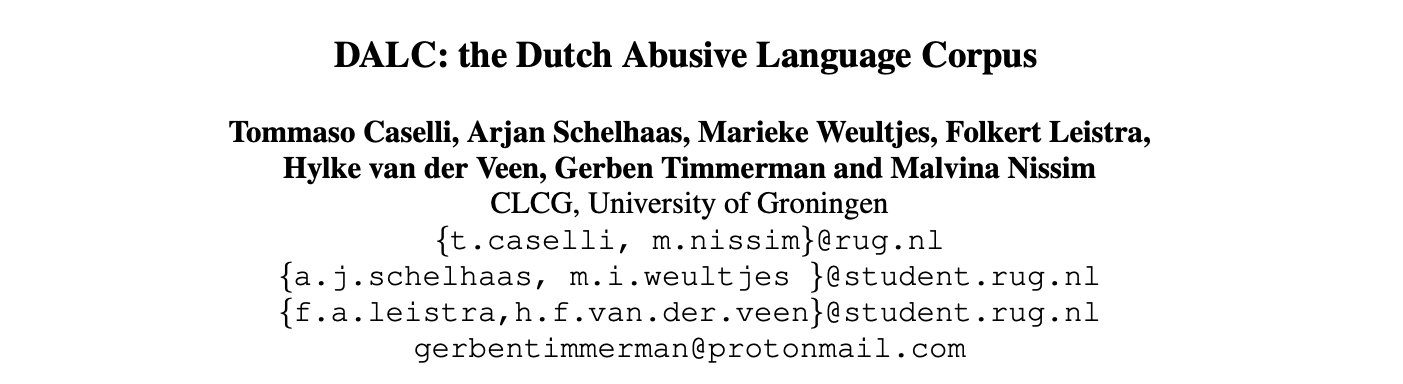 DALC: the Dutch Abusive Language Corpus
Tommaso Caselli, Arjan Schelhaas, Marieke Weultjes, Folkert Leistra,
Hylke van der Veen, Gerben Timmerman and Malvina Nissim
CLCG, University of Groningen
{t.caselli, m.nissim}@rug.nl
{a.j.schelhaas, m.i.weultjes }@student.rug.nl
{f.a.leistra,h.f.van.der.veen}@student.rug.nl
gerbentimmerman@protonmail.com